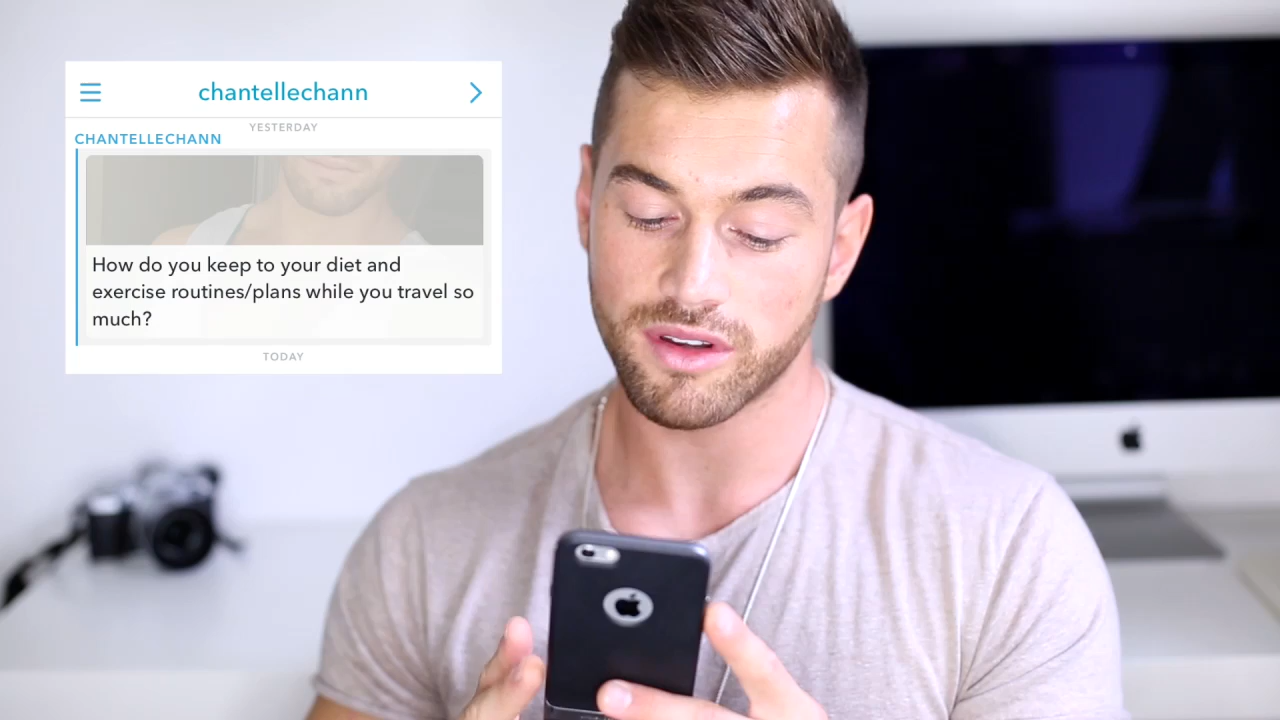 chantellechann
YESTERDAY
CHANTELLECHANN
How do you keep to your diet and
exercise routines/plans while you travel so
much?
TODAY